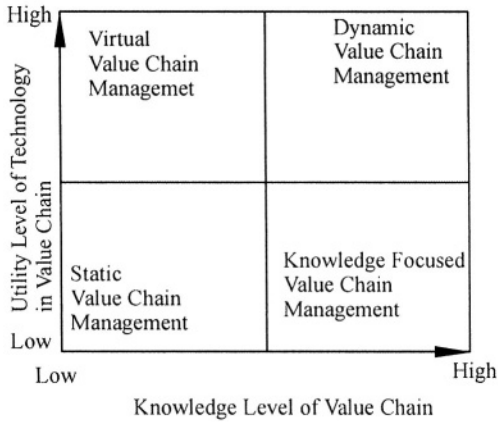 High
Virtual
Value Chain
Managemet
Dynamic
Value Chain
Management
Utility Level of Technology
in Value Chain
Static
Value Chain
Management
Knowledge Focused
Value Chain
Management
Low
Low
High
Knowledge Level of Value Chain